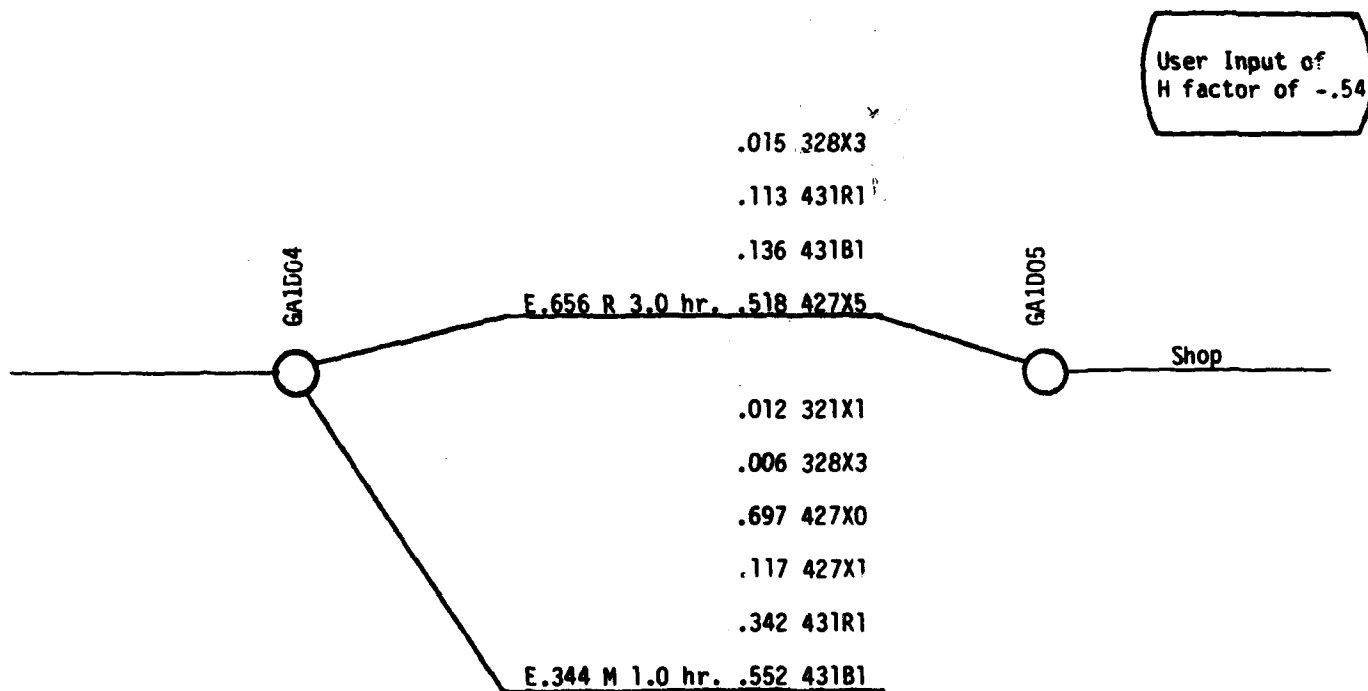 User Input of
H factor of -.54
.015 328X3
.113 431R1
.136 431B1
GA1D04
E.656 R 3.0 hr. .518 427X5
GA1D05
Shop
.012 321X1
.006 328X3
.697 427X0
.117 427X1
.342 431R1
E.344 M 1.0 hr. .552 431B1